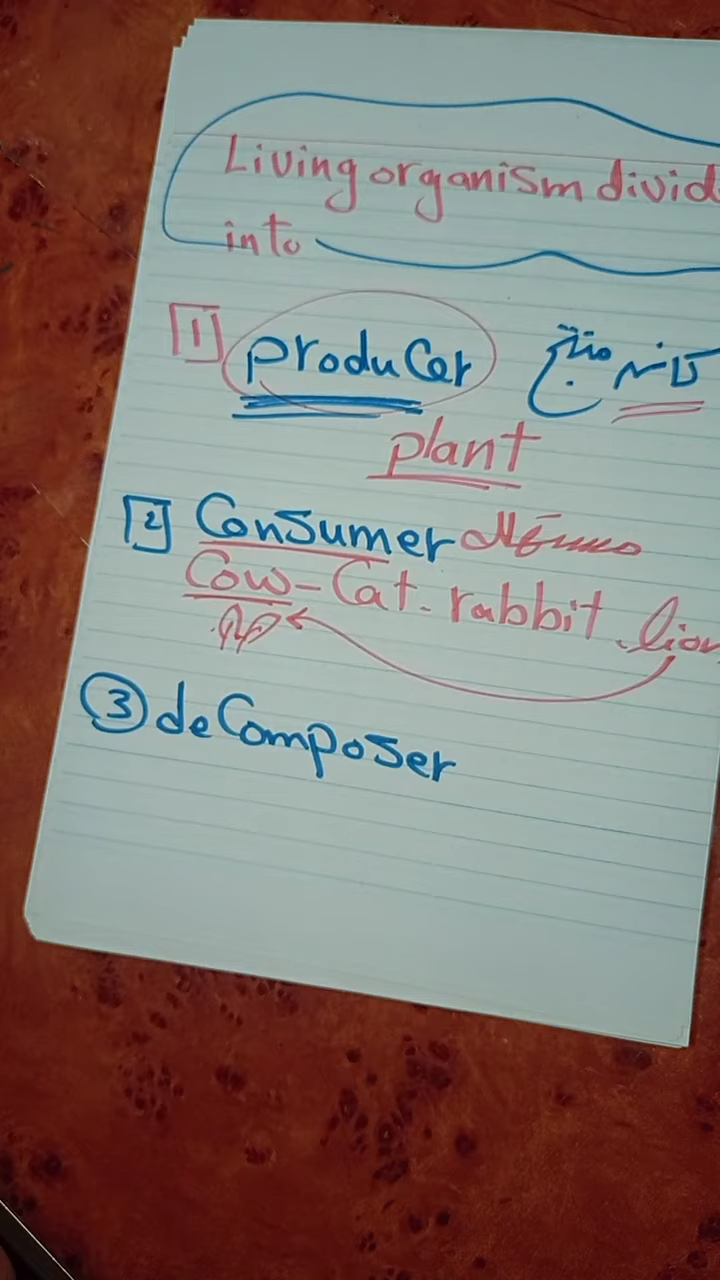 Living organism divid
into
1 producer كائن منتج
plant
2 Consumer مستهلك
Cow-Cat. rabbit. lion
3 deComposer